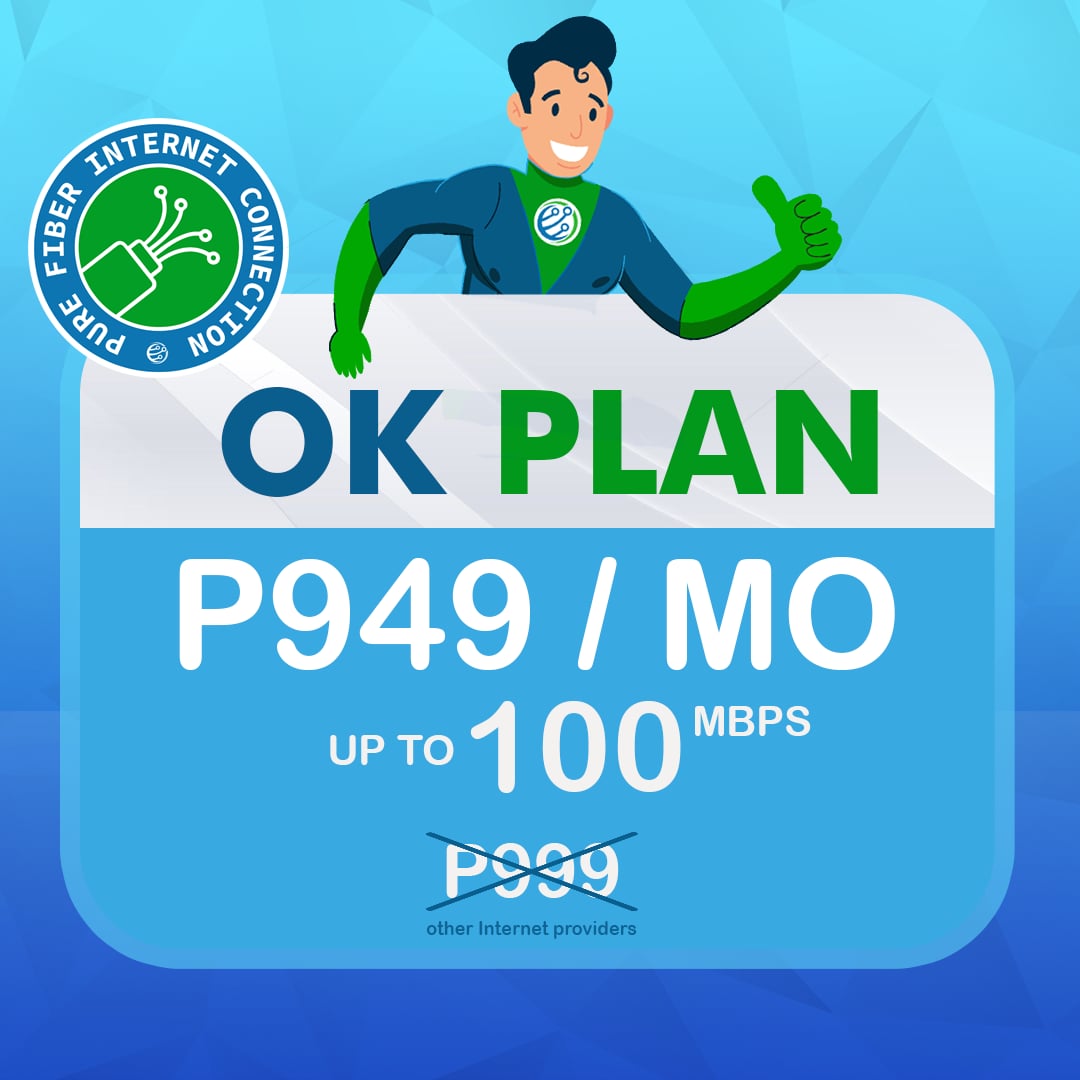 PURE FIBER INTERNET CONNECTION
OK PLAN
P949 / MO
UP TO 100 MBPS
P999
other Internet providers